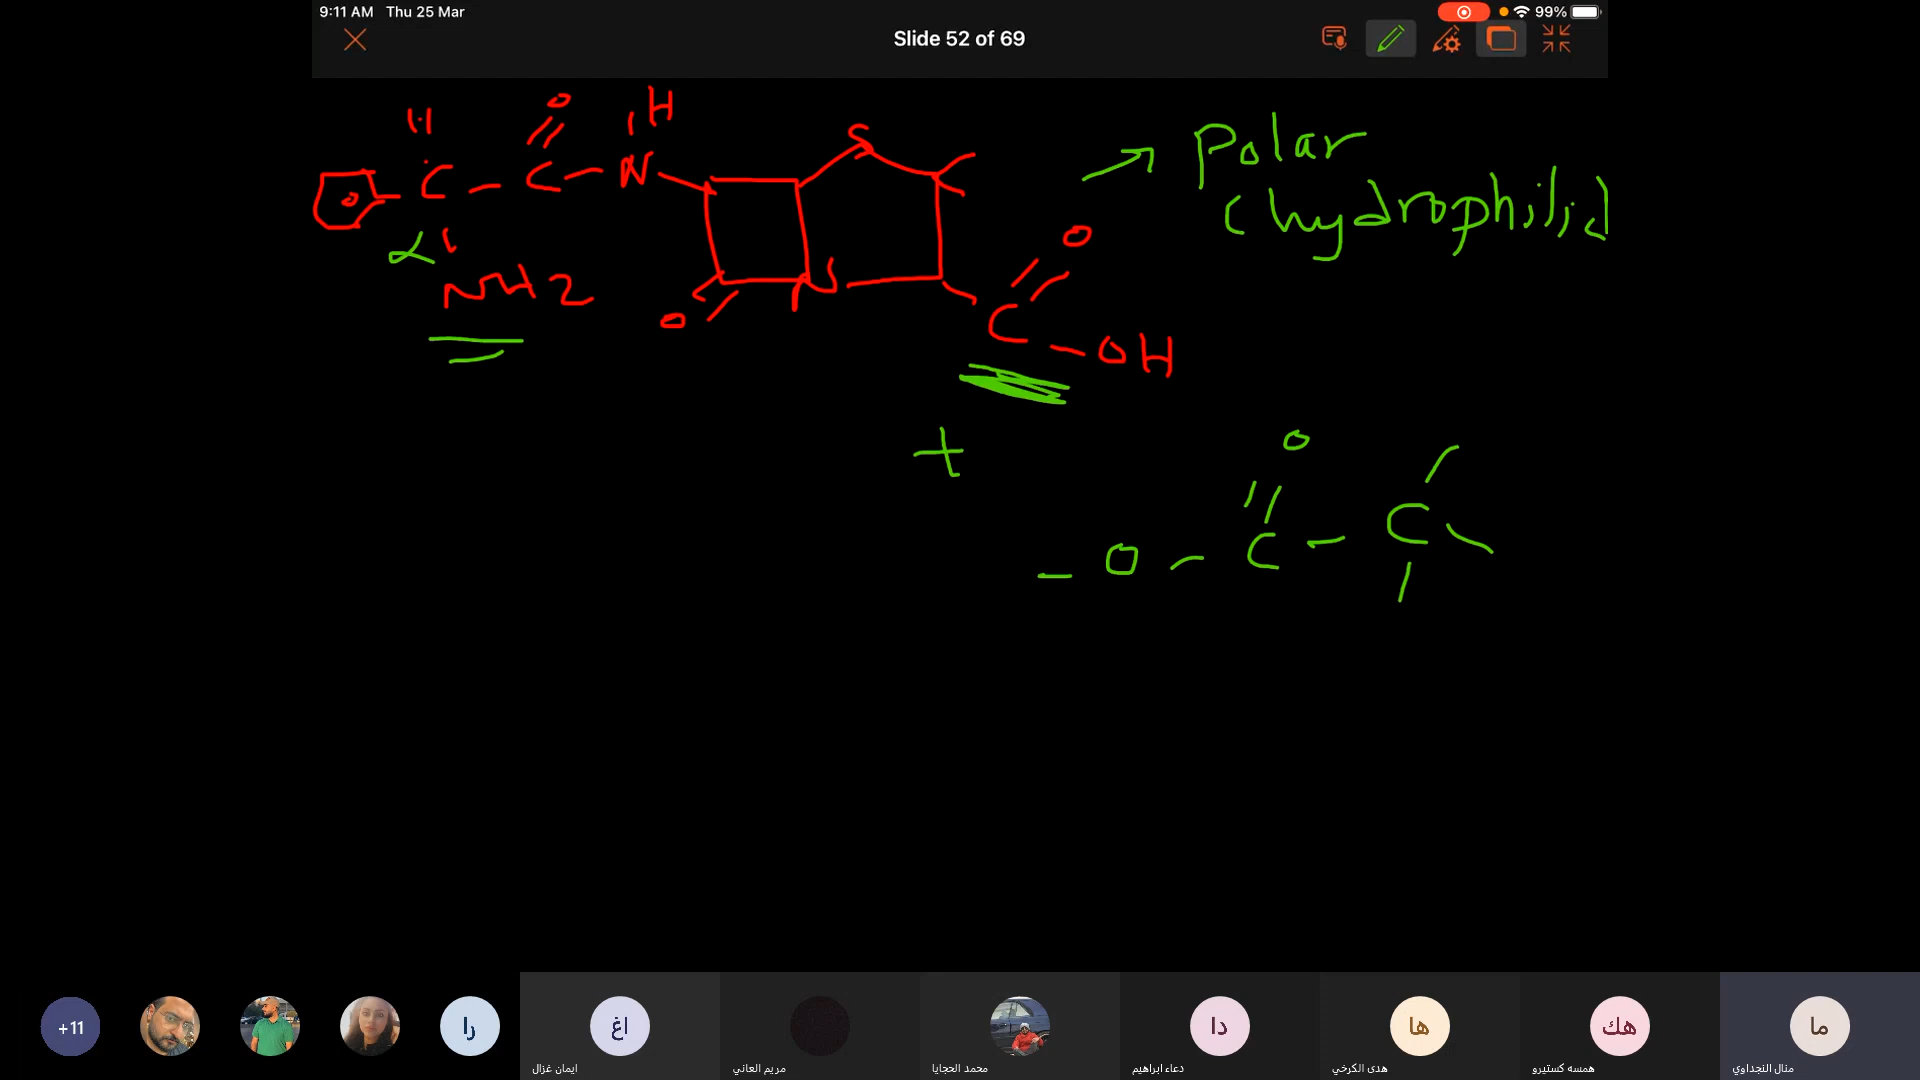 9:11 AM Thu 25 Mar
99%
Slide 52 of 69
H
O
H
C - C - N
S
α
NH2
O
N
O
C - OH
Polar
(hydrophilic)
+
O
- O - C - C
+11
را
اغ
دا
ها
هك
ما
ايمان غزال
مريم العاني
محمد الحجايا
دعاء ابراهيم
هدى الكرخي
همسه كستيرو
منال النجداوي